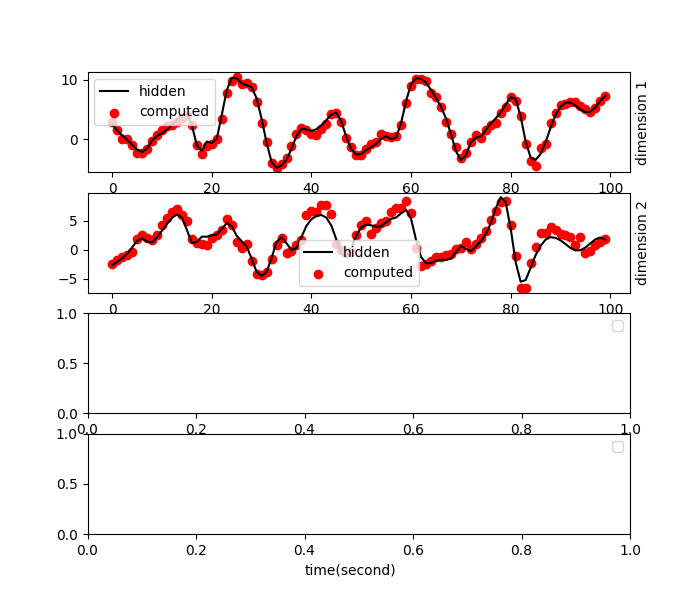 10
0
hidden
computed
dimension 1
0 20 40 60 80 100
5
0
−5
hidden
computed
dimension 2
0 20 40 60 80 100
1.0
0.5
0.0
0.0 0.2 0.4 0.6 0.8 1.0
1.0
0.5
0.0
0.0 0.2 0.4 0.6 0.8 1.0
time(second)